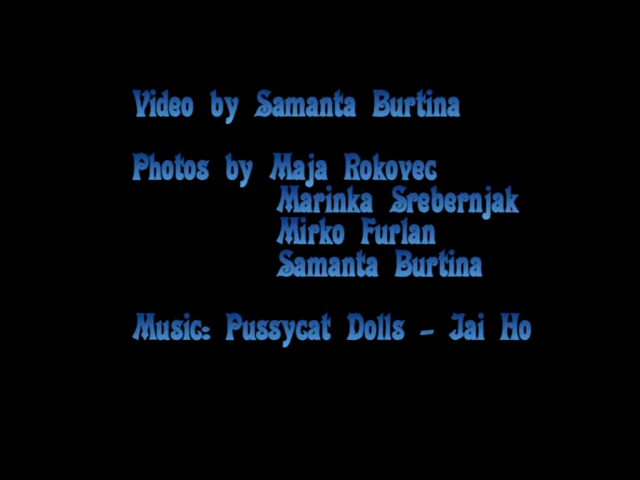 Video by Samanta Burtina
Photos by Maja Rokovec
Marinka Srebernjak
Mirko Furlan
Samanta Burtina
Music: Pussycat Dolls - Jai Ho